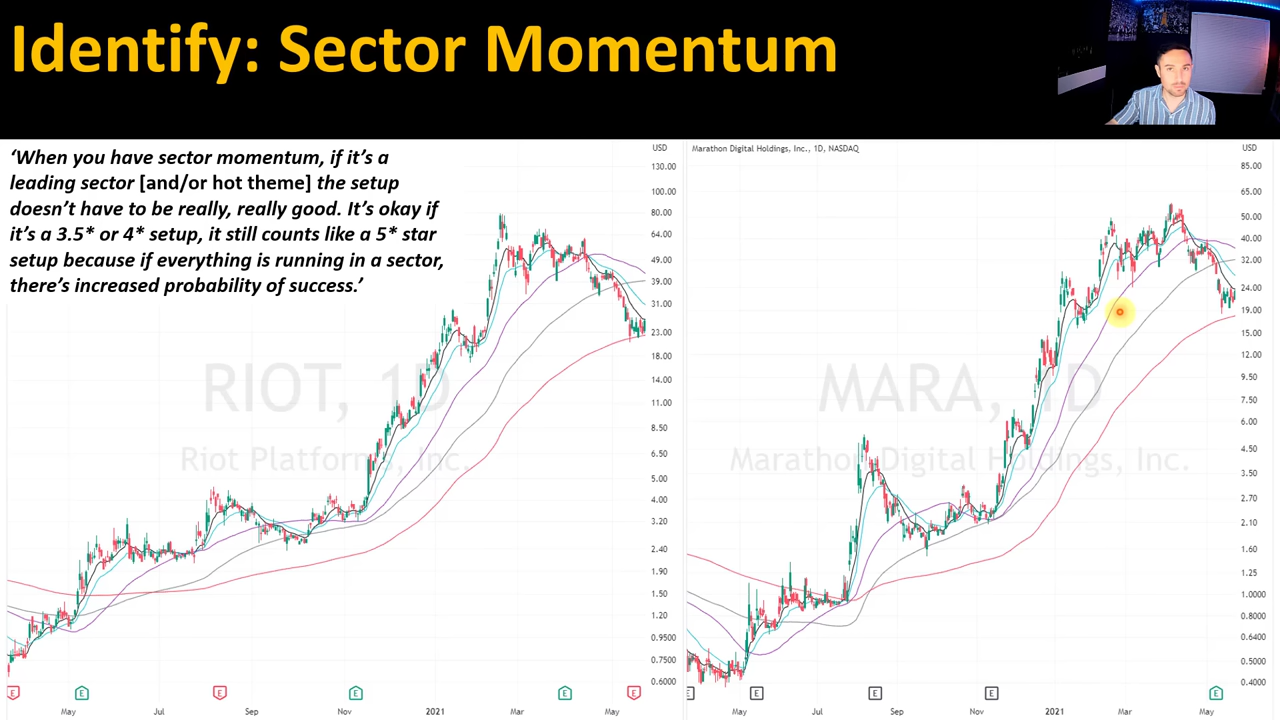 Identify: Sector Momentum
‘When you have sector momentum, if it’s a
leading sector [and/or hot theme] the setup
doesn’t have to be really, really good. It’s okay if
it’s a 3.5* or 4* setup, it still counts like a 5* star
setup because if everything is running in a sector,
there’s increased probability of success.’
USD
130.00
100.00
80.00
64.00
49.00
39.00
31.00
23.00
18.00
14.00
11.00
8.50
6.50
5.00
4.00
3.20
2.40
1.90
1.50
1.20
0.9500
0.7500
0.6000
RIOT, 1D
Riot Platforms, Inc.
E E E E E E
May Jul Sep Nov 2021 Mar May
Marathon Digital Holdings, Inc., 1D, NASDAQ
USD
85.00
65.00
50.00
40.00
32.00
24.00
19.00
15.00
12.00
9.50
7.50
6.00
4.50
3.50
2.70
2.10
1.60
1.25
1.0000
0.8000
0.6400
0.5000
0.4000
MARA, 1D
Marathon Digital Holdings, Inc.
E E E E E
May Jul Sep Nov 2021 Mar May